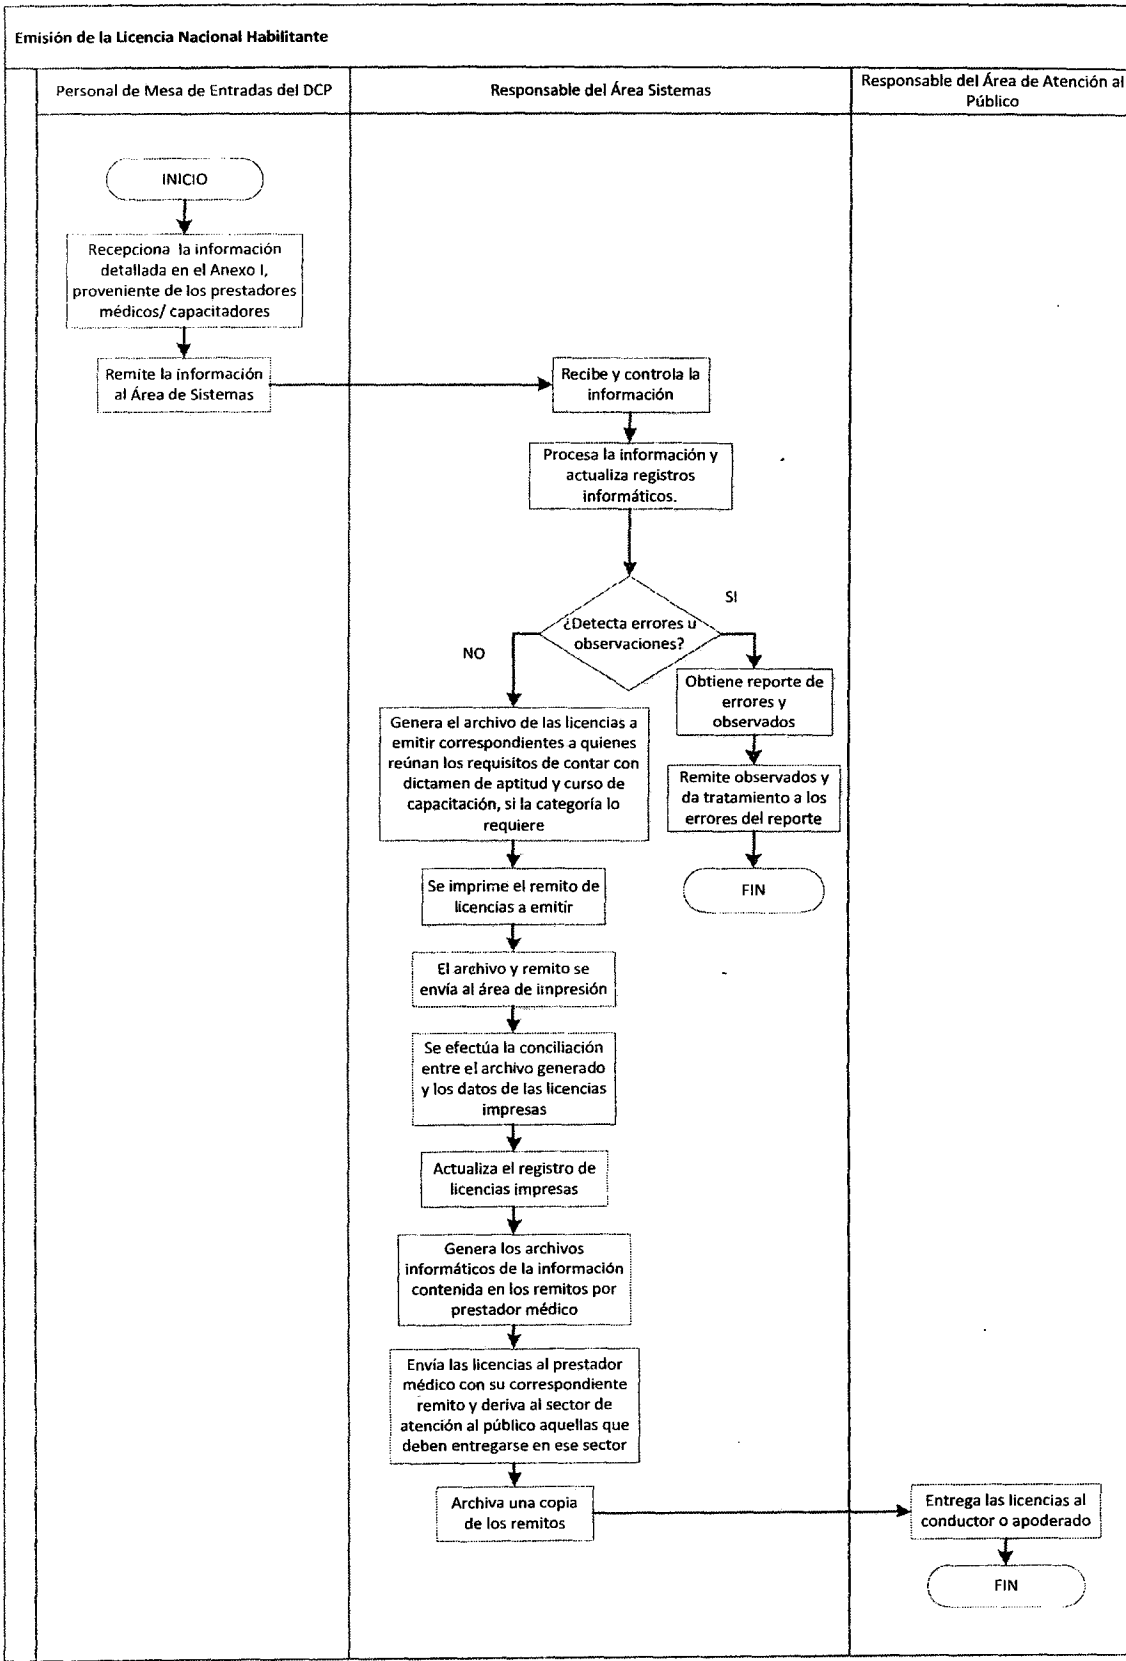 Emisión de la Licencia Nacional Habilitante
Personal de Mesa de Entradas del DCP
Responsable del Área Sistemas
Responsable del Área de Atención al
Público
INICIO
Recepciona la información
detallada en el Anexo I,
proveniente de los prestadores
médicos/ capacitadores
Remite la información
al Área de Sistemas
Recibe y controla la
información
Procesa la información y
actualiza registros
informáticos.
¿Detecta errores u
observaciones?
SI
NO
Obtiene reporte de
errores y
observados
Remite observados y
da tratamiento a los
errores del reporte
FIN
Genera el archivo de las licencias a
emitir correspondientes a quienes
reúnan los requisitos de contar con
dictamen de aptitud y curso de
capacitación, si la categoría lo
requiere
Se imprime el remito de
licencias a emitir
El archivo y remito se
envía al área de impresión
Se efectúa la conciliación
entre el archivo generado
y los datos de las licencias
impresas
Actualiza el registro de
licencias impresas
Genera los archivos
informáticos de la información
contenida en los remitos por
prestador médico
Envía las licencias al prestador
médico con su correspondiente
remito y deriva al sector de
atención al público aquellas que
deben entregarse en ese sector
Archiva una copia
de los remitos
Entrega las licencias al
conductor o apoderado
FIN